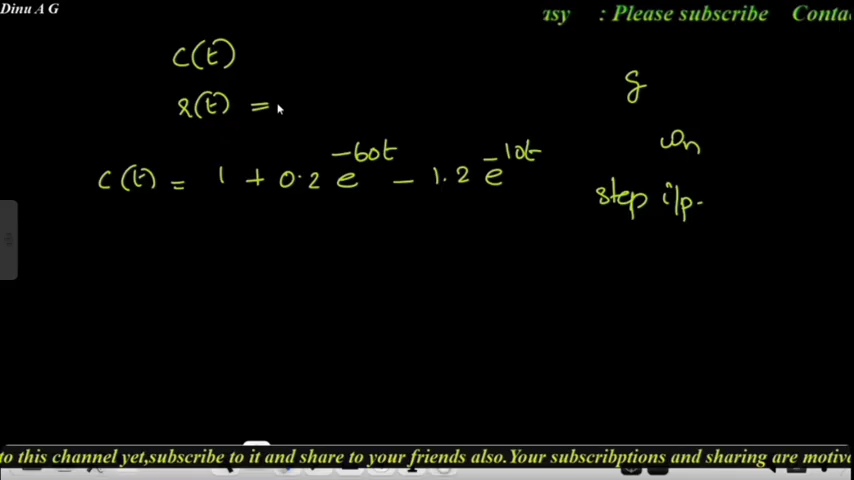 Dinu A G
asy : Please subscribe Conta
C(t)
r(t) =
C(t) = 1 + 0.2 e^-60t - 1.2 e^-10t
ωn
step i/p.
to this channel yet,subscribe to it and share to your friends also.Your subscribptions and sharing are motiva